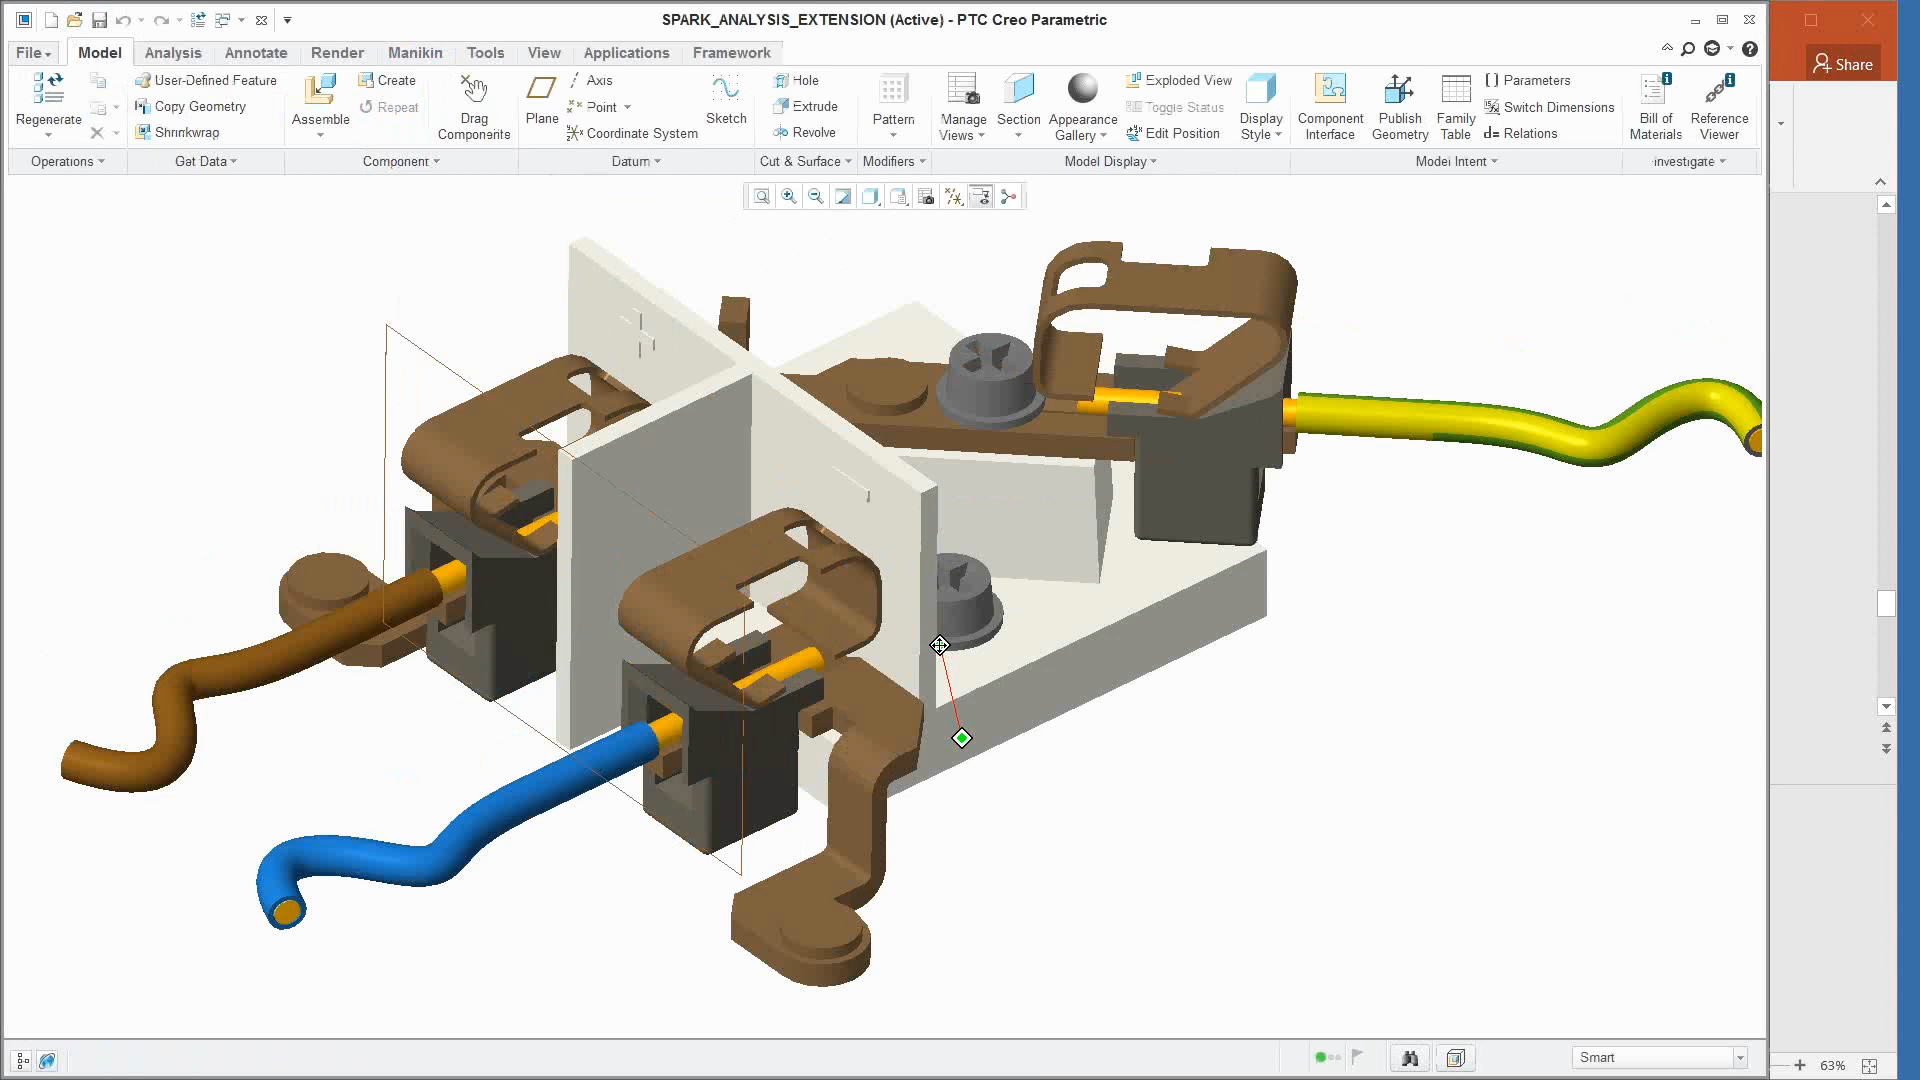 SPARK_ANALYSIS_EXTENSION (Active) - PTC Creo Parametric
File Model Analysis Annotate Render Manikin Tools View Applications Framework
Share
Regenerate
User-Defined Feature
Copy Geometry
Shrinkwrap
Assemble
Create
Repeat
Drag
Components
Plane
Axis
Point
Coordinate System
Sketch
Hole
Extrude
Revolve
Pattern
Manage
Views
Section
Appearance
Gallery
Exploded View
Toggle Status
Edit Position
Display
Style
Component
Interface
Publish
Geometry
Family
Table
Parameters
Switch Dimensions
d= Relations
Bill of
Materials
Reference
Viewer
Operations Get Data Component Datum Cut & Surface Modifiers Model Display Model Intent Investigate
Smart
63%